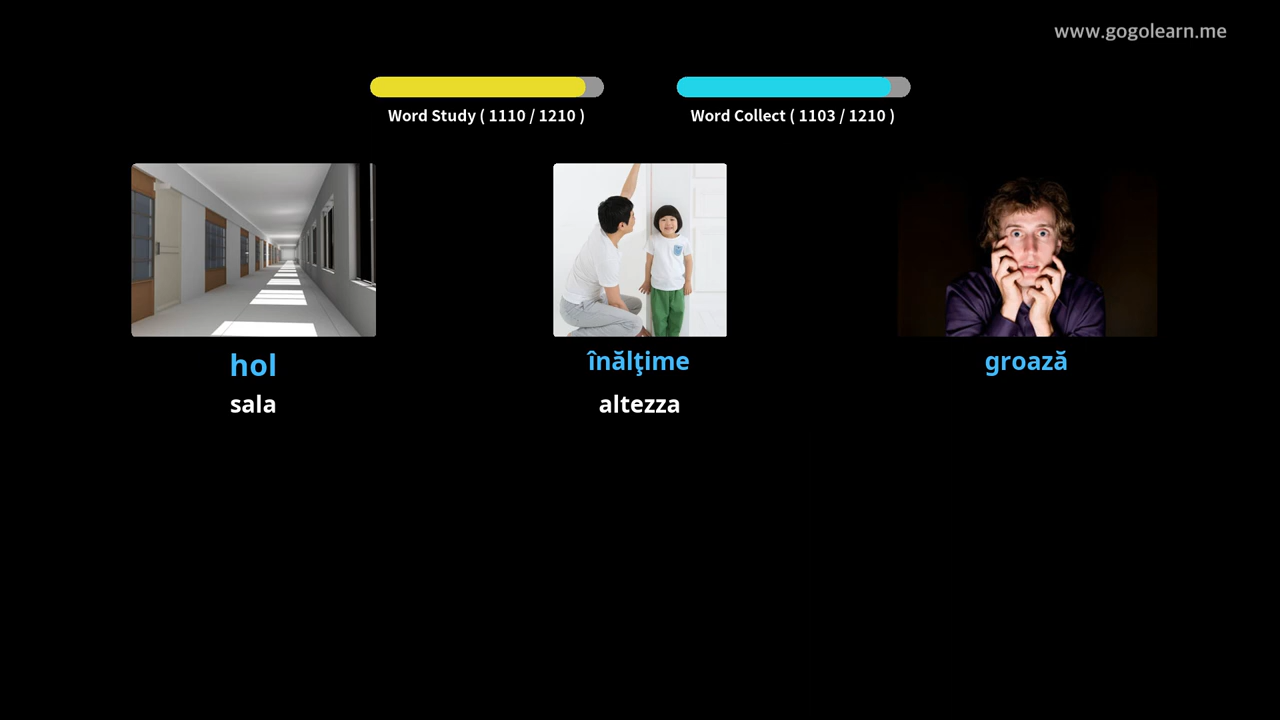 www.gogolearn.me
Word Study ( 1110 / 1210 )
Word Collect ( 1103 / 1210 )
hol
înălţime
groază
sala
altezza